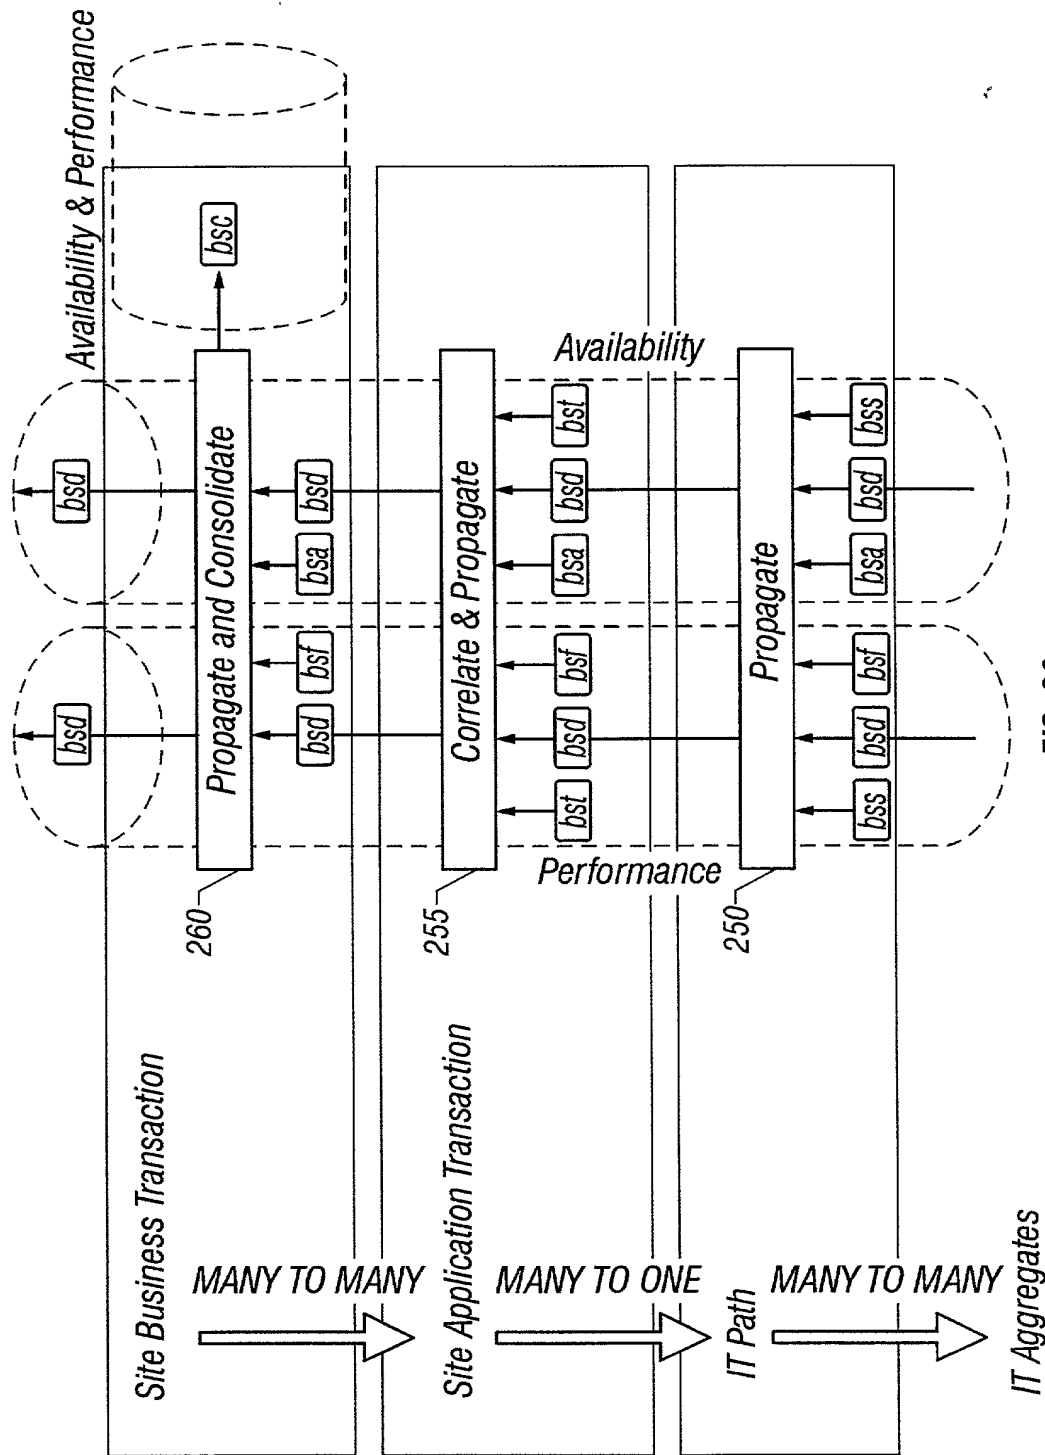 Availability & Performance
bsd
bsd
Site Business Transaction
260
Propagate and Consolidate
bsc
bsd
bsf
bsa
bsd
MANY TO MANY
Site Application Transaction
255
Correlate & Propagate
bst
bsd
bsf
bsa
bsd
bst
Performance
Availability
MANY TO ONE
IT Path
250
Propagate
bss
bsd
bsf
bsa
bsd
bss
MANY TO MANY
IT Aggregates